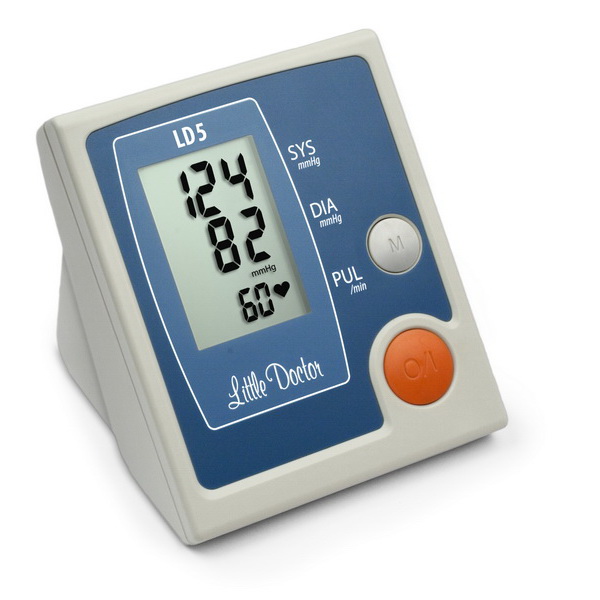 LD5
124
SYS
mmHg
82
DIA
mmHg
mmHg
60
PUL
/min
M
O/I
Little Doctor